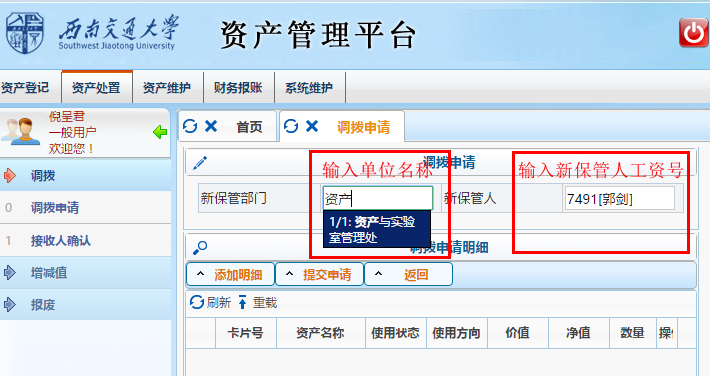 西南交通大学
Southwest Jiaotong University
资产管理平台
资产登记 资产处置 资产维护 财务报账 系统维护
倪呈君
一般用户
欢迎您！
首页 调拨申请
调拨
0 调拨申请
1 接收人确认
增减值
报废
调拨申请
输入单位名称 输入新保管人工资号
新保管部门 资产 新保管人 7491[郭剑]
1/1: 资产与实验
室管理处
调拨申请明细
添加明细 提交申请 返回
刷新 重载
卡片号 资产名称 使用状态 使用方向 价值 净值 数量 操作